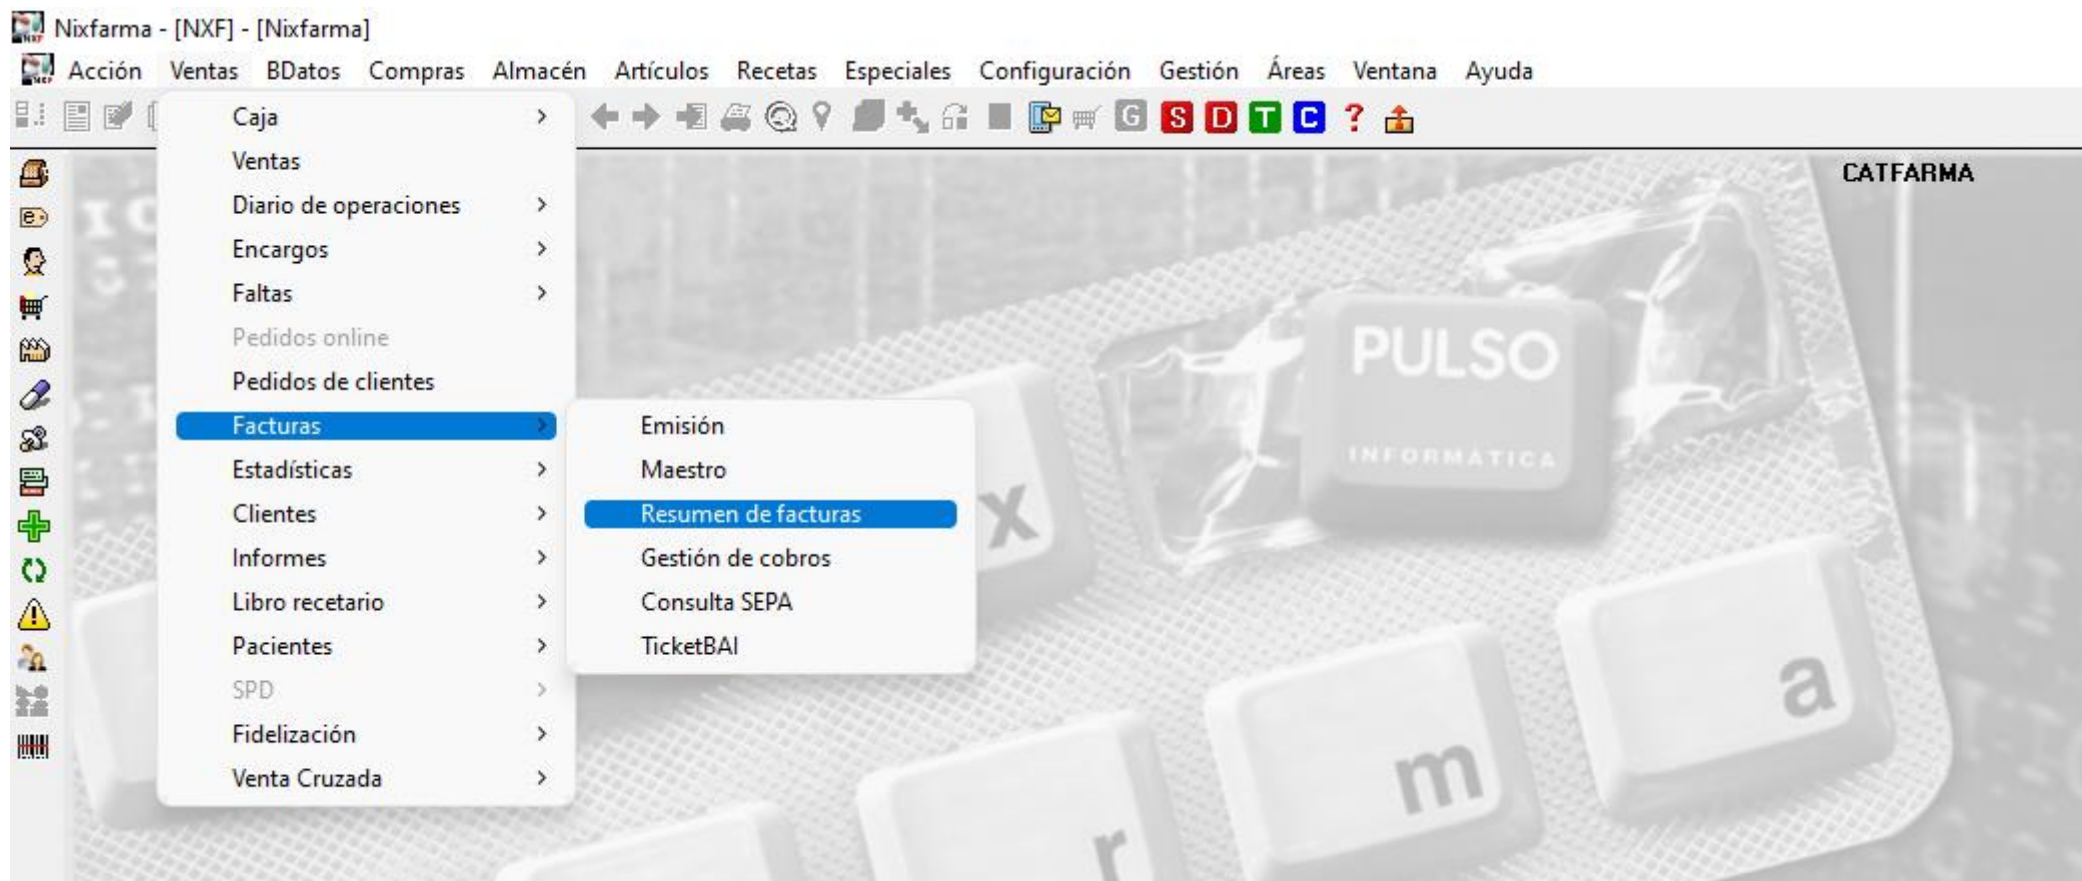 Nixfarma - [NXF] - [Nixfarma]
Acción Ventas BDatos Compras Almacén Artículos Recetas Especiales Configuración Gestión Áreas Ventana Ayuda
G S D T C ?
CATFARMA
Caja
Ventas
Diario de operaciones
Encargos
Faltas
Pedidos online
Pedidos de clientes
Facturas
Estadísticas
Clientes
Informes
Libro recetario
Pacientes
SPD
Fidelización
Venta Cruzada
Emisión
Maestro
Resumen de facturas
Gestión de cobros
Consulta SEPA
TicketBAI
PULSO
INFORMÁTICA
x
a
m
r